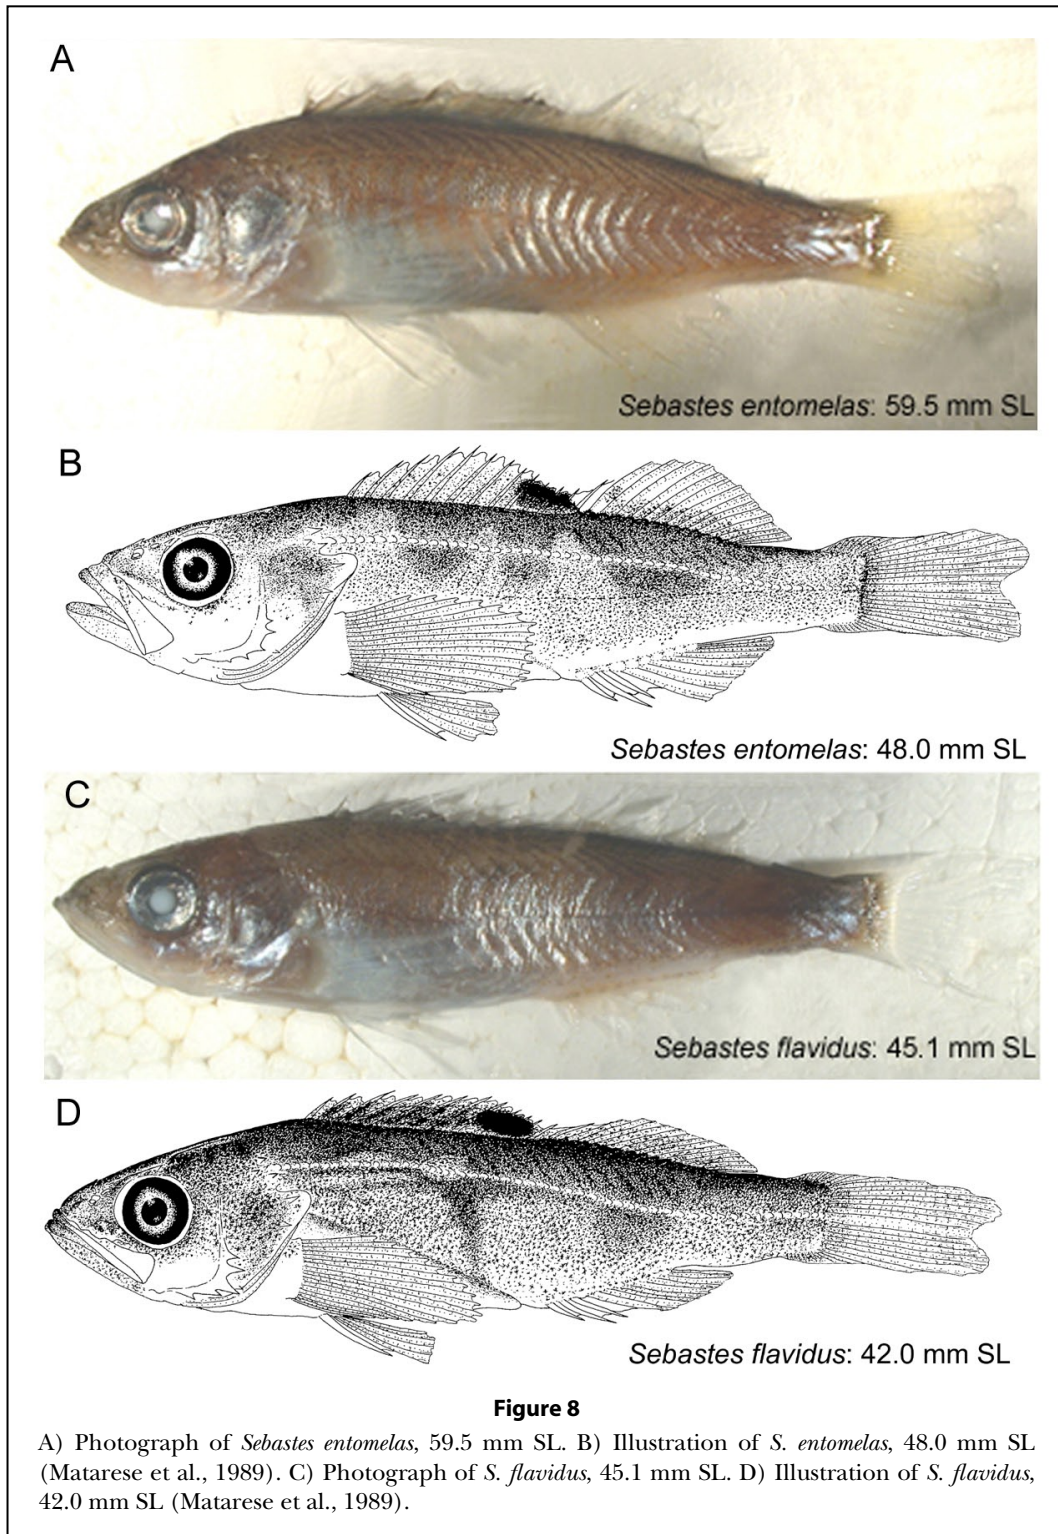 A
Sebastes entomelas: 59.5 mm SL
B
Sebastes entomelas: 48.0 mm SL
C
Sebastes flavidus: 45.1 mm SL
D
Sebastes flavidus: 42.0 mm SL
Figure 8
A) Photograph of Sebastes entomelas, 59.5 mm SL. B) Illustration of S. entomelas, 48.0 mm SL
(Matarese et al., 1989). C) Photograph of S. flavidus, 45.1 mm SL. D) Illustration of S. flavidus,
42.0 mm SL (Matarese et al., 1989).